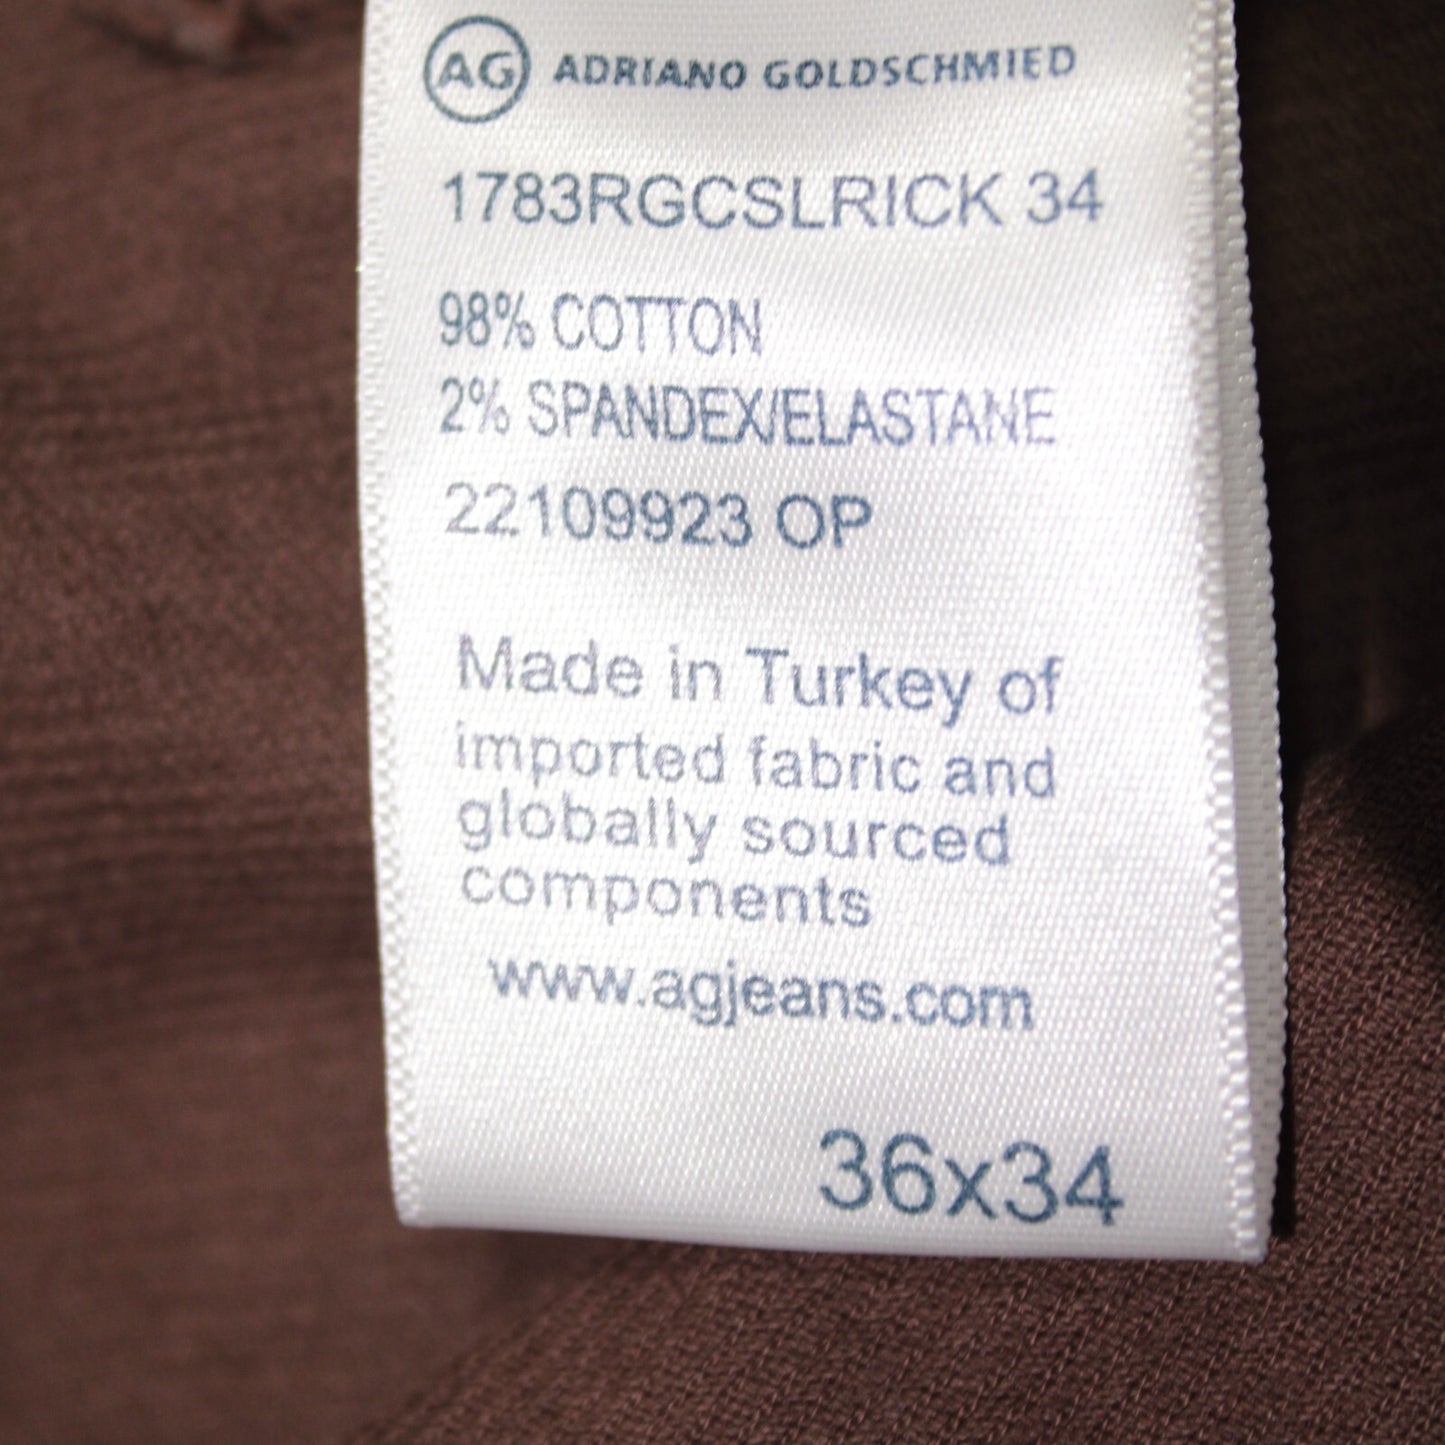 AG ADRIANO GOLDSCHMIED
1783RGCSLRICK 34
98% COTTON
2% SPANDEX/ELASTANE
22109923 OP
Made in Turkey of
imported fabric and
globally sourced
components
www.agjeans.com
36x34